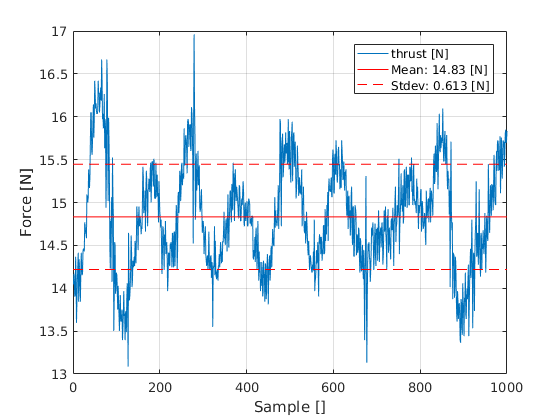 17
16.5
16
15.5
15
14.5
14
13.5
13
0 200 400 600 800 1000
Force [N]
Sample []
thrust [N]
Mean: 14.83 [N]
Stdev: 0.613 [N]